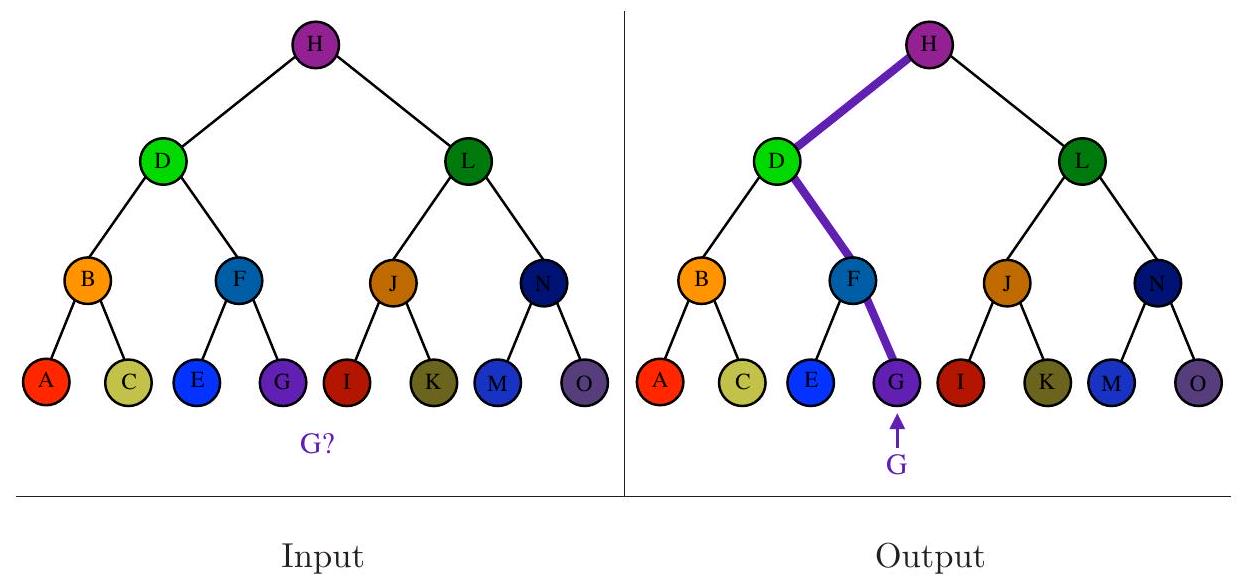 H
D L
B F J N
A C E G I K M O
G?
Input
H
D L
B F J N
A C E G I K M O
G
Output